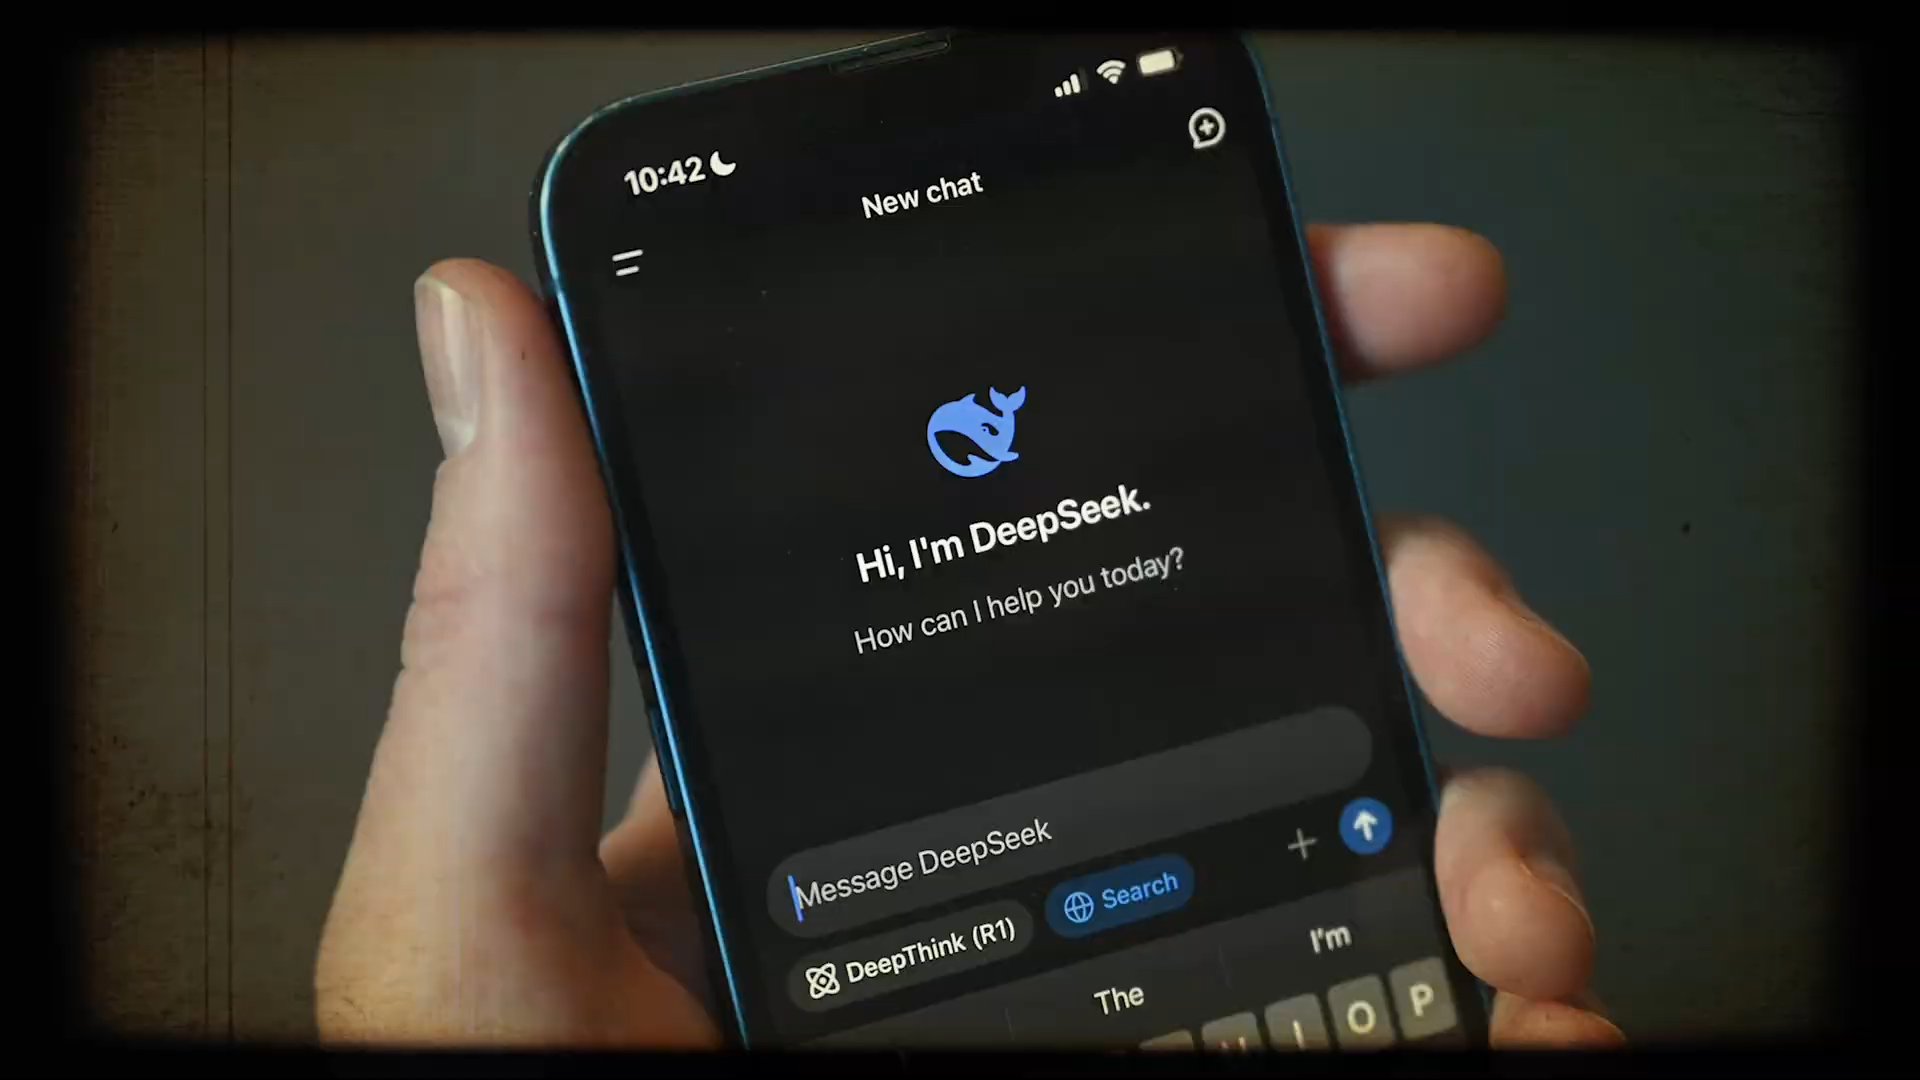 10:42
New chat
Hi, I'm DeepSeek.
How can I help you today?
Message DeepSeek
DeepThink (R1)
Search
The
I'm
U I O P